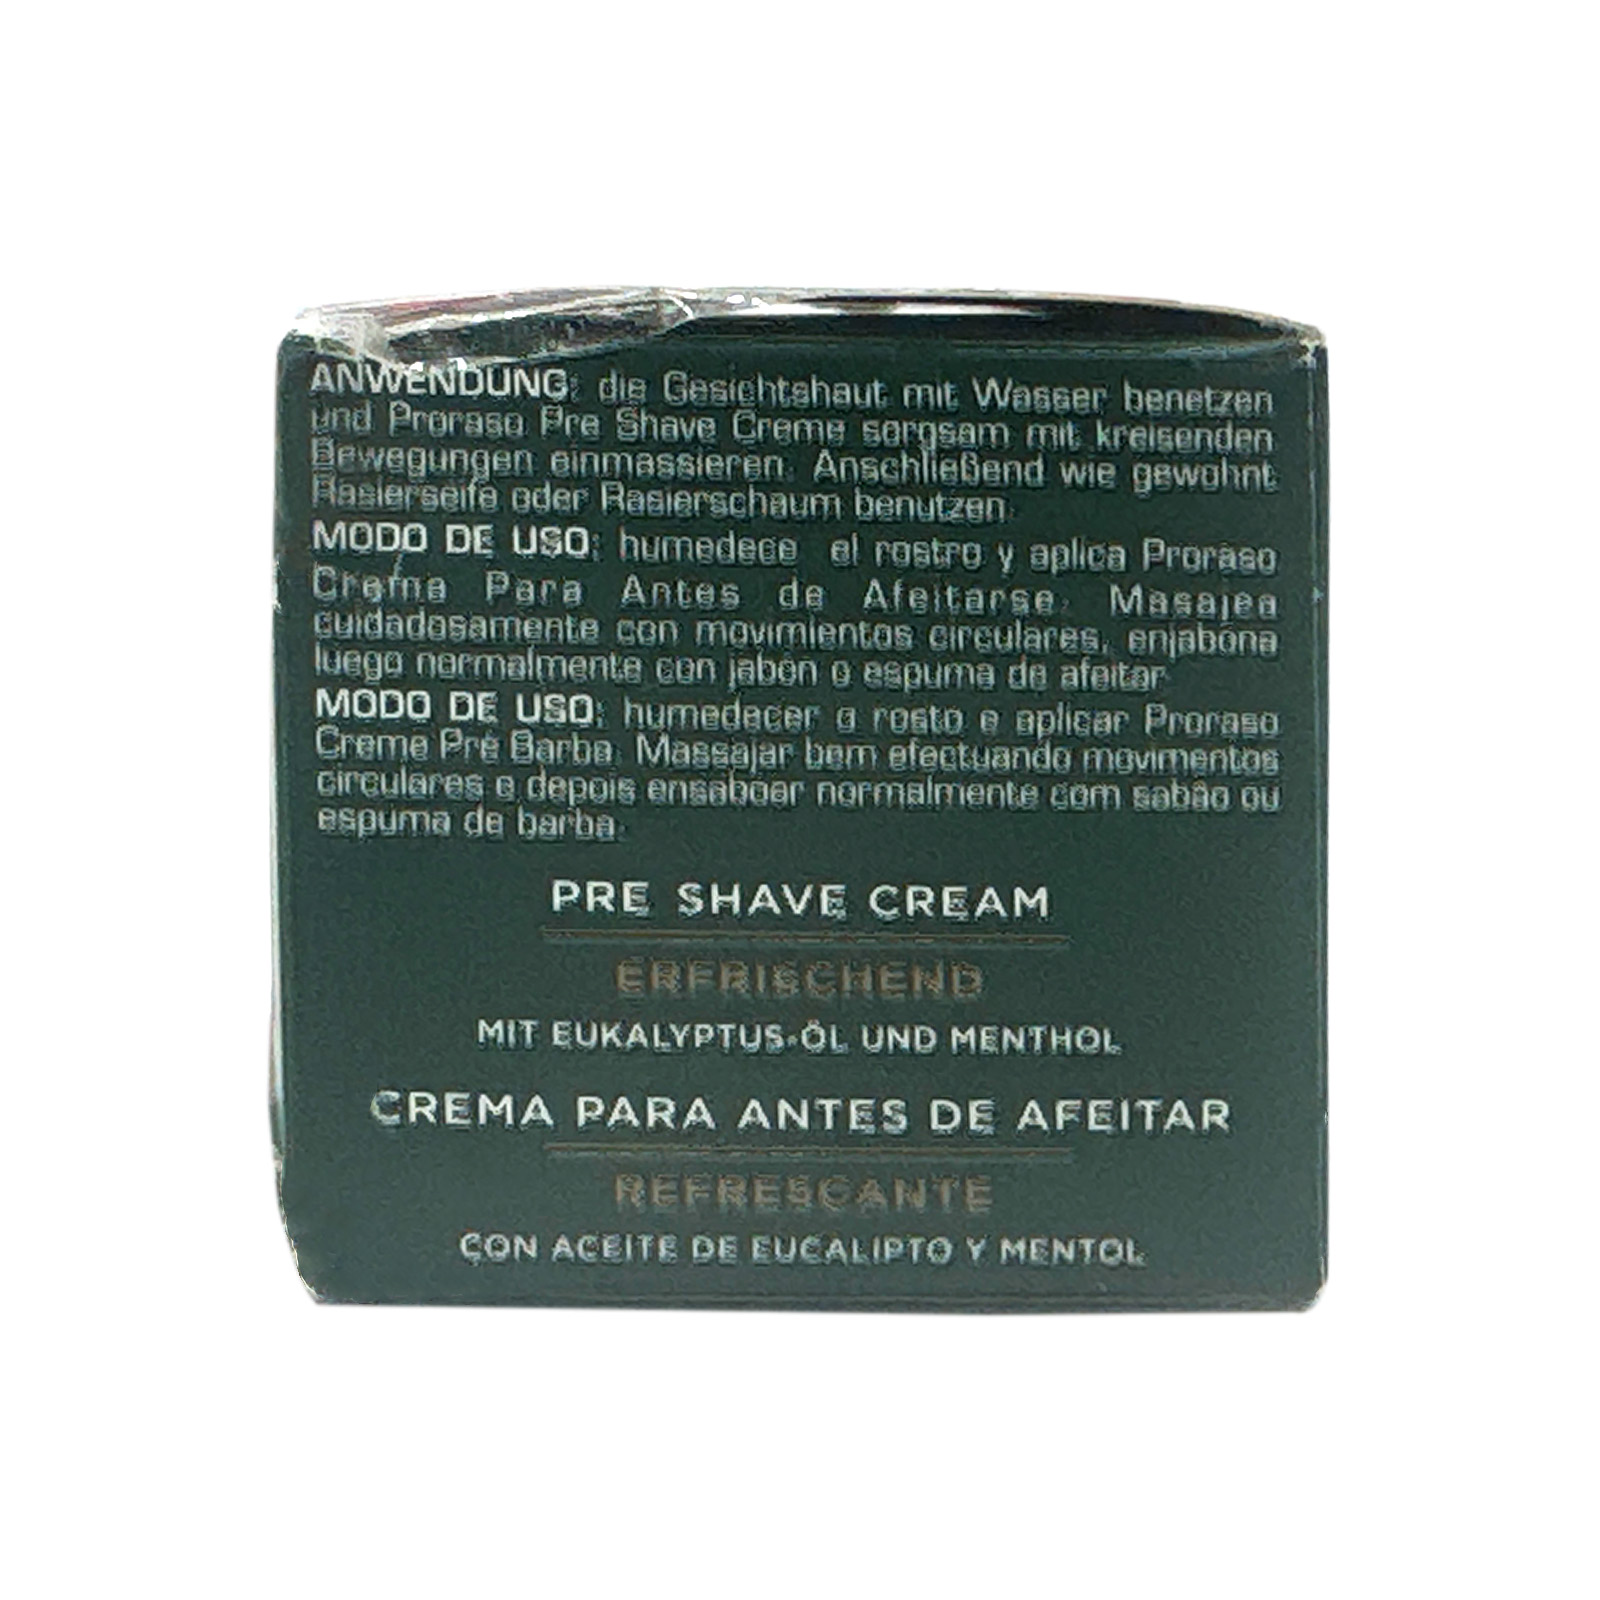 ANWENDUNG: die Gesichtshaut mit Wasser benetzen
und Proraso Pre Shave Creme sorgsam mit kreisenden
Bewegungen einmassieren. Anschließend wie gewohnt
Rasierseife oder Rasierschaum benutzen.
MODO DE USO: humedece el rostro y aplica Proraso
Crema Para Antes de Afeitarse. Masajea
cuidadosamente con movimientos circulares, enjabona
luego normalmente con jabón o espuma de afeitar.
MODO DE USO: humedecer o rosto e aplicar Proraso
Creme Pré Barba. Massajar bem efectuando movimentos
circulares e depois ensaboar normalmente com sabão ou
espuma de barba.
PRE SHAVE CREAM
ERFRISCHEND
MIT EUKALYPTUS-ÖL UND MENTHOL
CREMA PARA ANTES DE AFEITAR
REFRESCANTE
CON ACEITE DE EUCALIPTO Y MENTOL